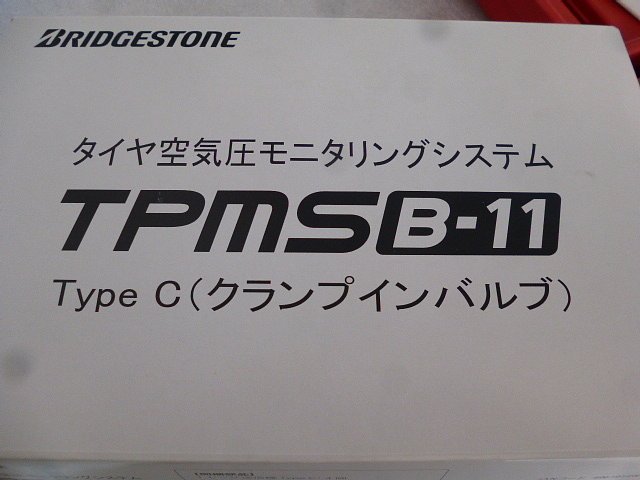 BRIDGESTONE
タイヤ空気圧モニタリングシステム
TPMS B-11
Type C(クランプインバルブ)